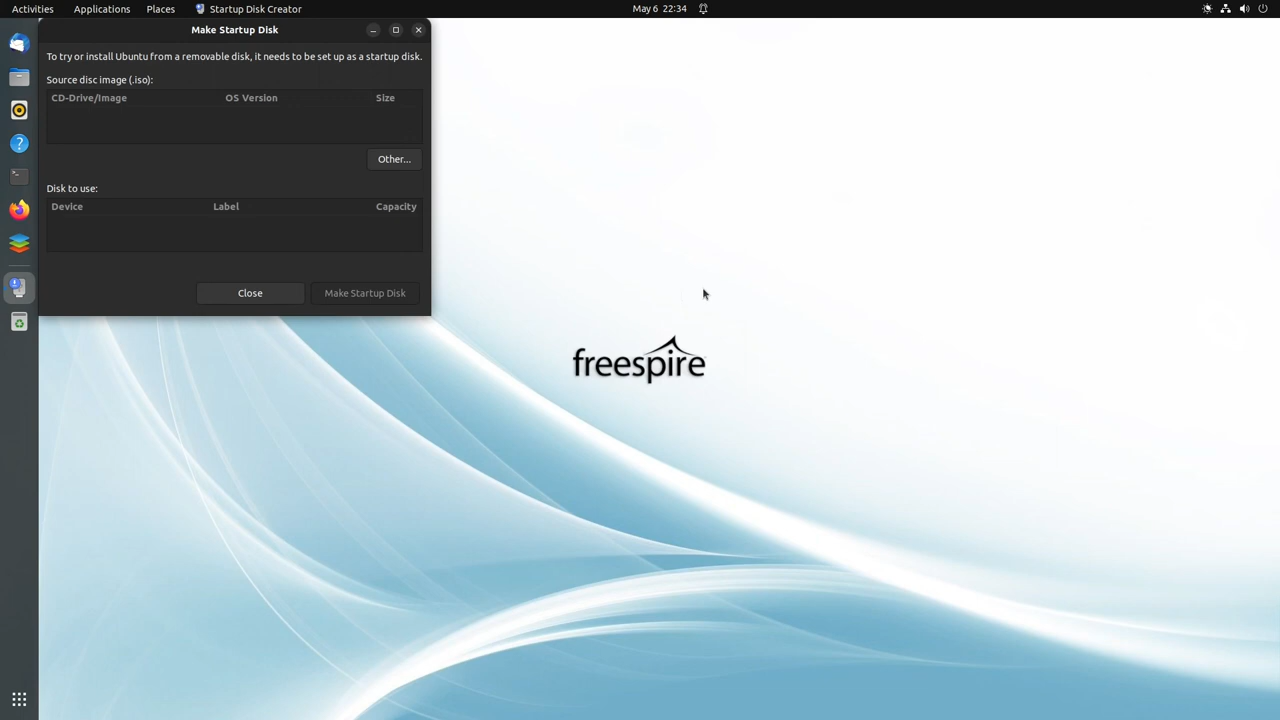 Activities Applications Places Startup Disk Creator May 6 22:34
Make Startup Disk
To try or install Ubuntu from a removable disk, it needs to be set up as a startup disk.
Source disc image (.iso):
CD-Drive/Image OS Version Size
Other...
Disk to use:
Device Label Capacity
Close Make Startup Disk
freespire